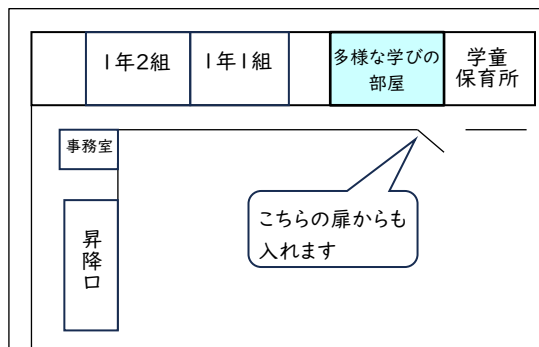 1年2組
1年1組
多様な学びの
部屋
学童
保育所
事務室
こちらの扉からも
入れます
昇降口